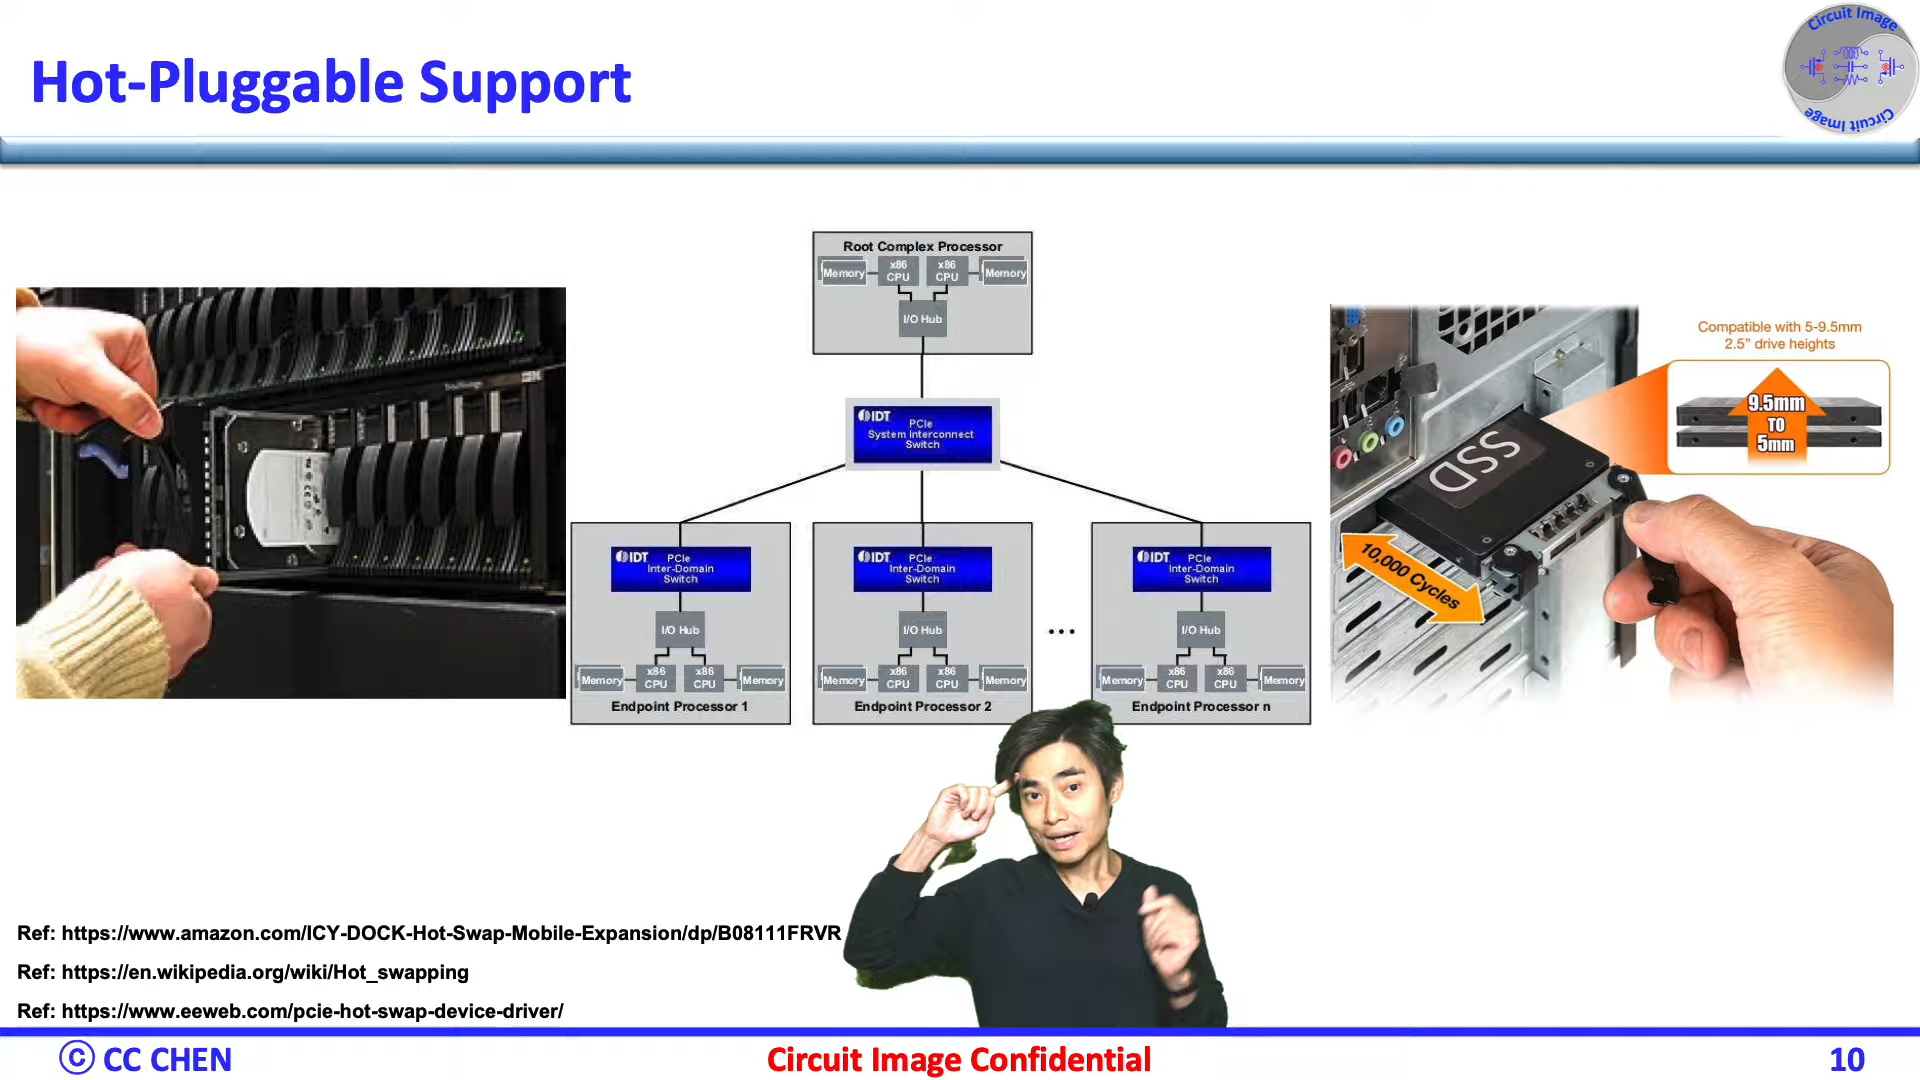 Hot-Pluggable Support
Circuit Image
Circuit Image
Root Complex Processor
Memory
x86
CPU
x86
CPU
Memory
I/O Hub
IDT
PCIe
System Interconnect
Switch
IDT
PCIe
Inter-Domain
Switch
I/O Hub
Memory
x86
CPU
x86
CPU
Memory
Endpoint Processor 1
IDT
PCIe
Inter-Domain
Switch
I/O Hub
Memory
x86
CPU
x86
CPU
Memory
Endpoint Processor 2
...
IDT
PCIe
Inter-Domain
Switch
I/O Hub
Memory
x86
CPU
x86
CPU
Memory
Endpoint Processor n
Compatible with 5-9.5mm
2.5” drive heights
9.5mm
TO
5mm
SSD
10,000 Cycles
Ref: https://www.amazon.com/ICY-DOCK-Hot-Swap-Mobile-Expansion/dp/B08111FRVR
Ref: https://en.wikipedia.org/wiki/Hot_swapping
Ref: https://www.eeweb.com/pcie-hot-swap-device-driver/
© CC CHEN
Circuit Image Confidential
10